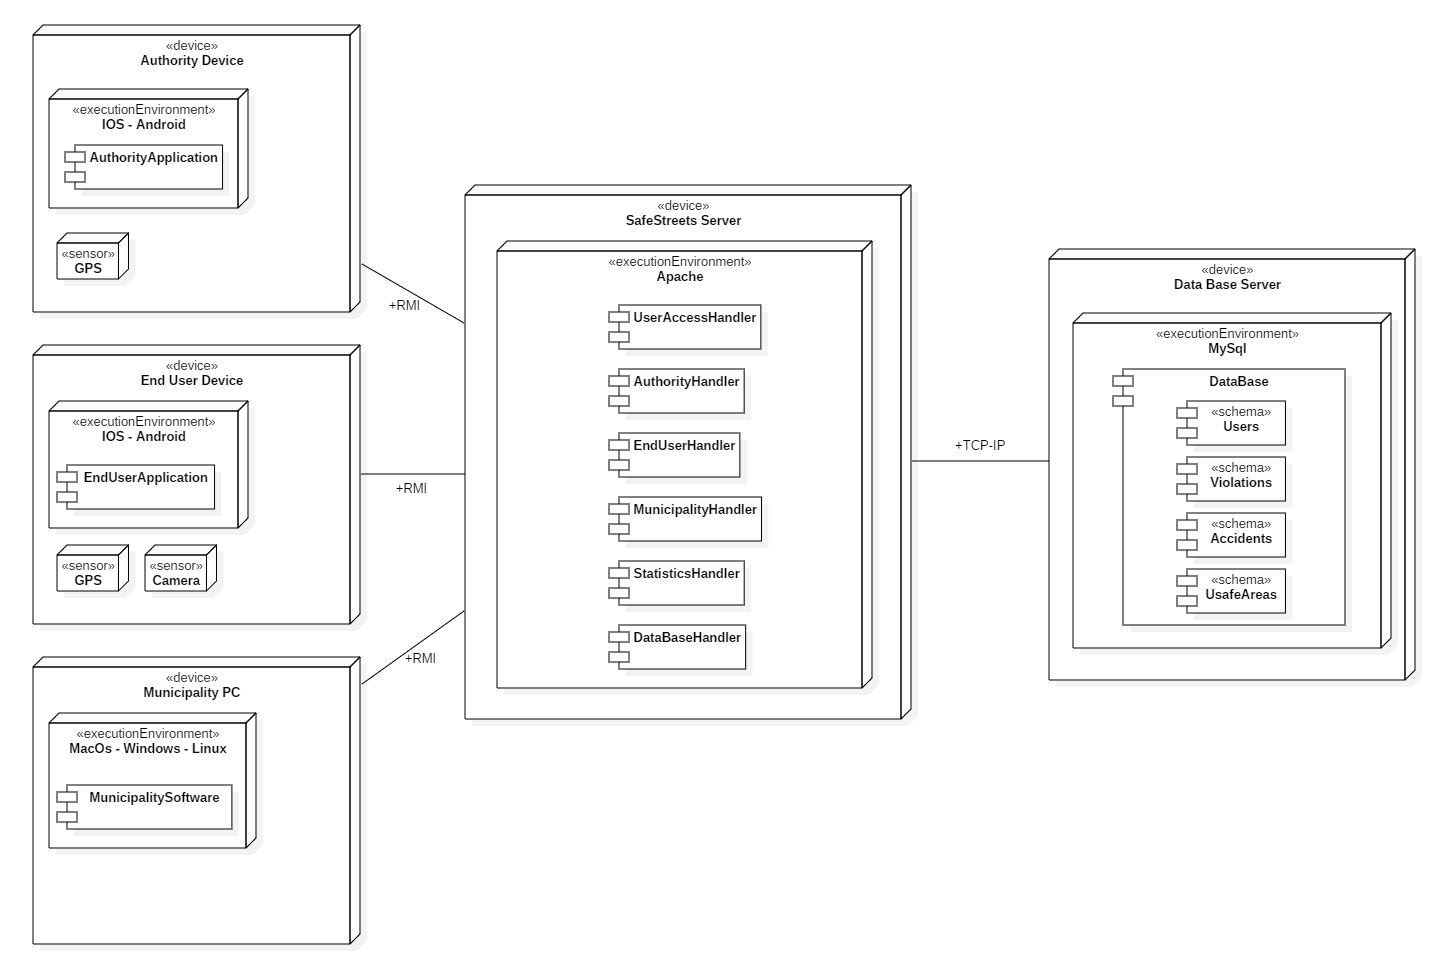 «device»
Authority Device
«executionEnvironment»
IOS - Android
AuthorityApplication
«sensor»
GPS
+RMI
«device»
End User Device
«executionEnvironment»
IOS - Android
EndUserApplication
«sensor»
GPS
«sensor»
Camera
+RMI
«device»
Municipality PC
«executionEnvironment»
MacOs - Windows - Linux
MunicipalitySoftware
+RMI
«device»
SafeStreets Server
«executionEnvironment»
Apache
UserAccessHandler
AuthorityHandler
EndUserHandler
MunicipalityHandler
StatisticsHandler
DataBaseHandler
+TCP-IP
«device»
Data Base Server
«executionEnvironment»
MySql
DataBase
«schema»
Users
«schema»
Violations
«schema»
Accidents
«schema»
UsafeAreas